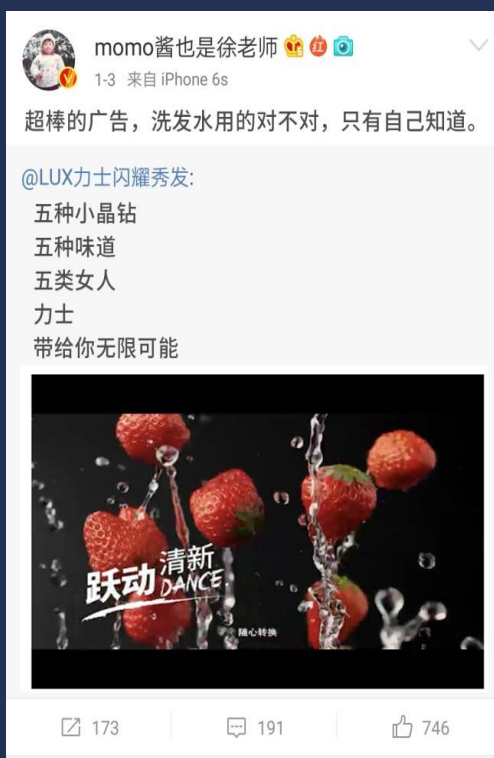 momo酱也是徐老师
1-3 来自 iPhone 6s
超棒的广告，洗发水用的对不对，只有自己知道。
@LUX力士闪耀秀发:
五种小晶钻
五种味道
五类女人
力士
带给你无限可能
跃动 清新
DANCE
随心转换
173 191 746